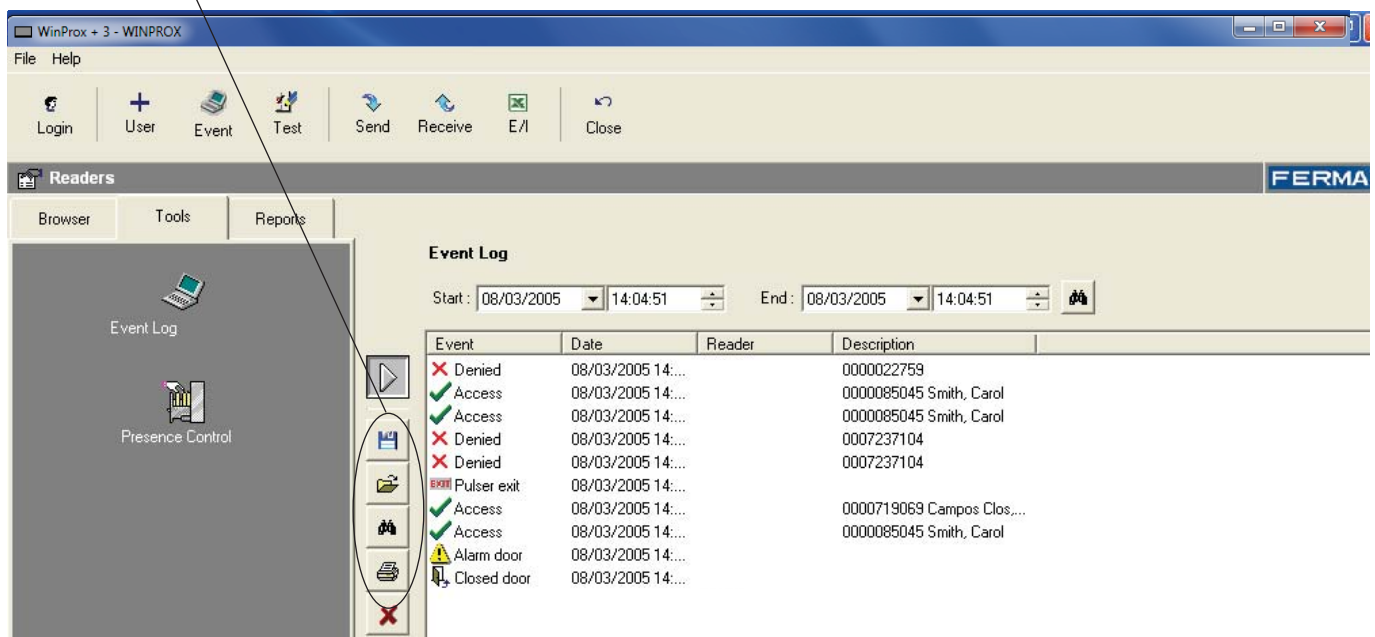 WinProx + 3 - WINPROX
File Help
Login User Event Test Send Receive E/I Close
Readers FERMA
Browser Tools Reports
Event Log
Start : 08/03/2005 14:04:51 End : 08/03/2005 14:04:51
Event Log
Event Date Reader Description
Denied 08/03/2005 14:... 0000022759
Access 08/03/2005 14:... 0000085045 Smith, Carol
Access 08/03/2005 14:... 0000085045 Smith, Carol
Presence Control
Denied 08/03/2005 14:... 0007237104
Denied 08/03/2005 14:... 0007237104
EXIT Pulser exit 08/03/2005 14:...
Access 08/03/2005 14:... 0000719069 Campos Clos,...
Access 08/03/2005 14:... 0000085045 Smith, Carol
Alarm door 08/03/2005 14:...
Closed door 08/03/2005 14:...